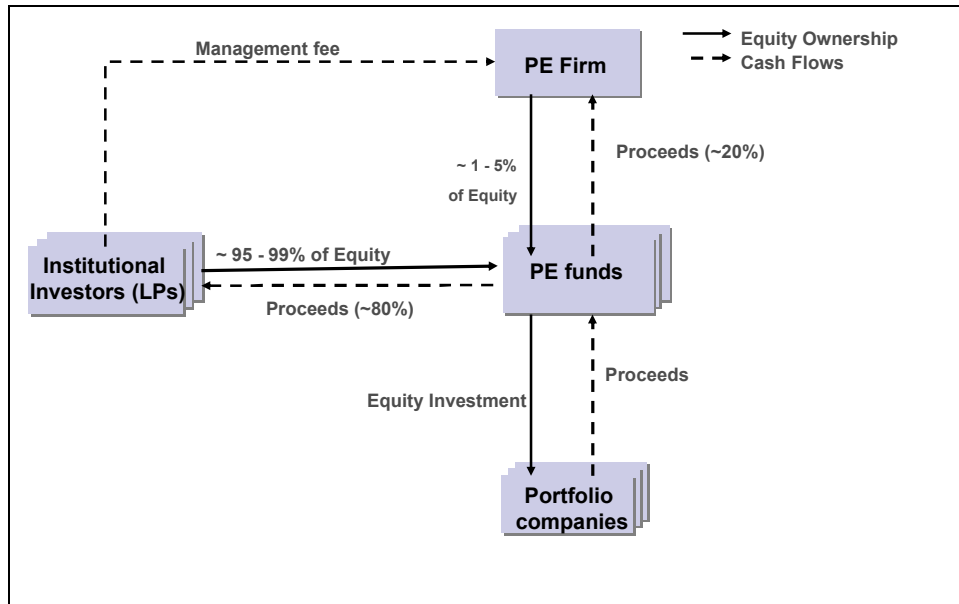 Management fee
PE Firm
Equity Ownership
Cash Flows
~ 1 - 5%
of Equity
Proceeds (~20%)
Institutional
Investors (LPs)
~ 95 - 99% of Equity
Proceeds (~80%)
PE funds
Equity Investment
Proceeds
Portfolio
companies